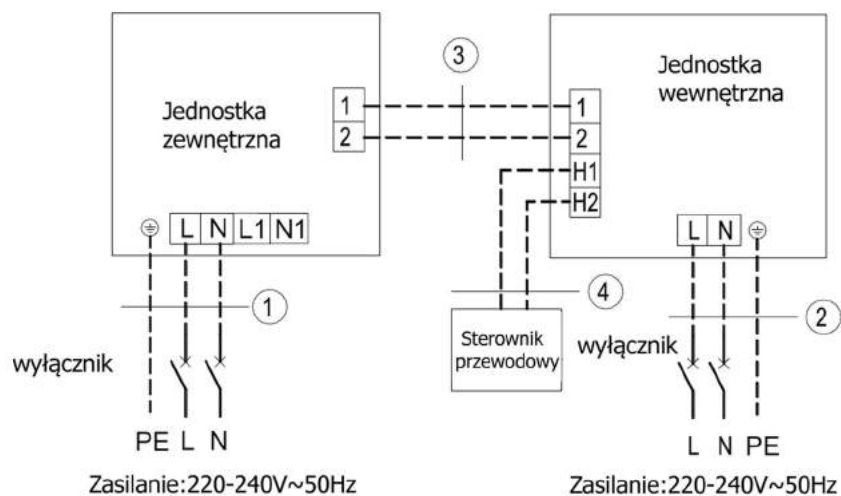 Jednostka
zewnętrzna
1
2
3
Jednostka
wewnętrzna
1
2
H1
H2
L N L1 N1
L N
1
4
2
Sterownik
przewodowy
wyłącznik
wyłącznik
PE L N
L N PE
Zasilanie:220-240V~50Hz
Zasilanie:220-240V~50Hz